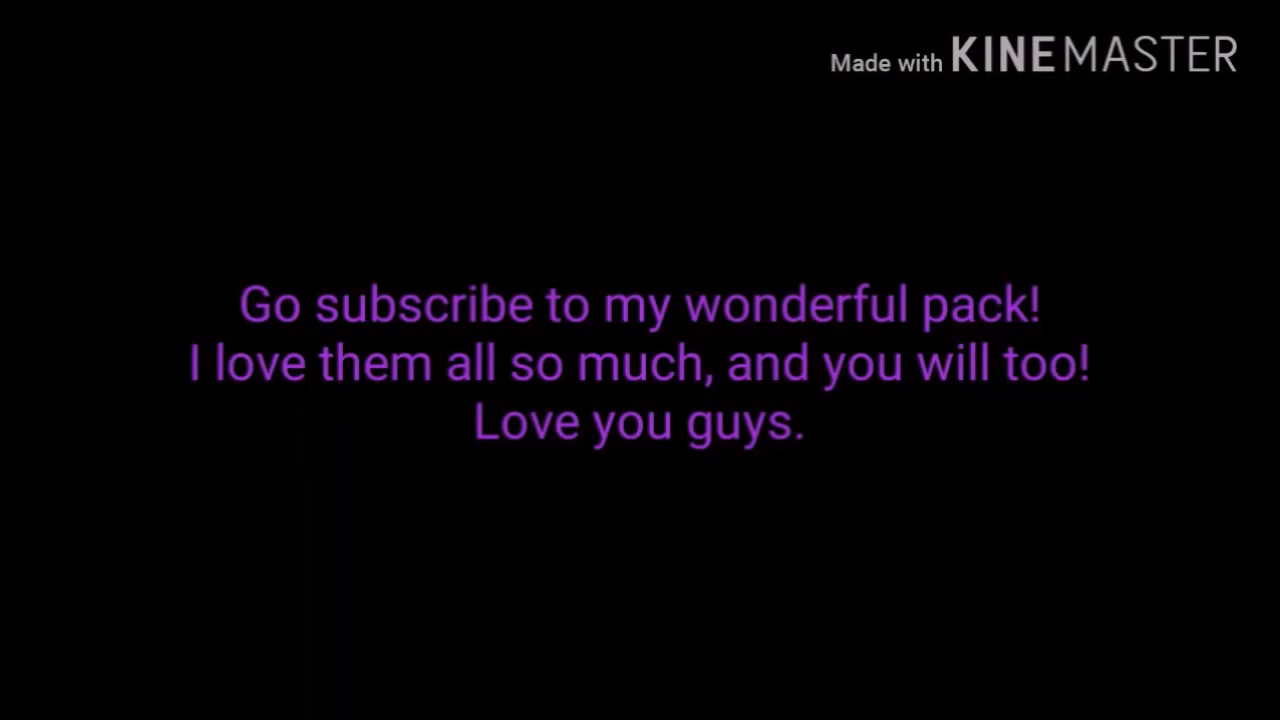 Made with KINEMASTER
Go subscribe to my wonderful pack!
I love them all so much, and you will too!
Love you guys.